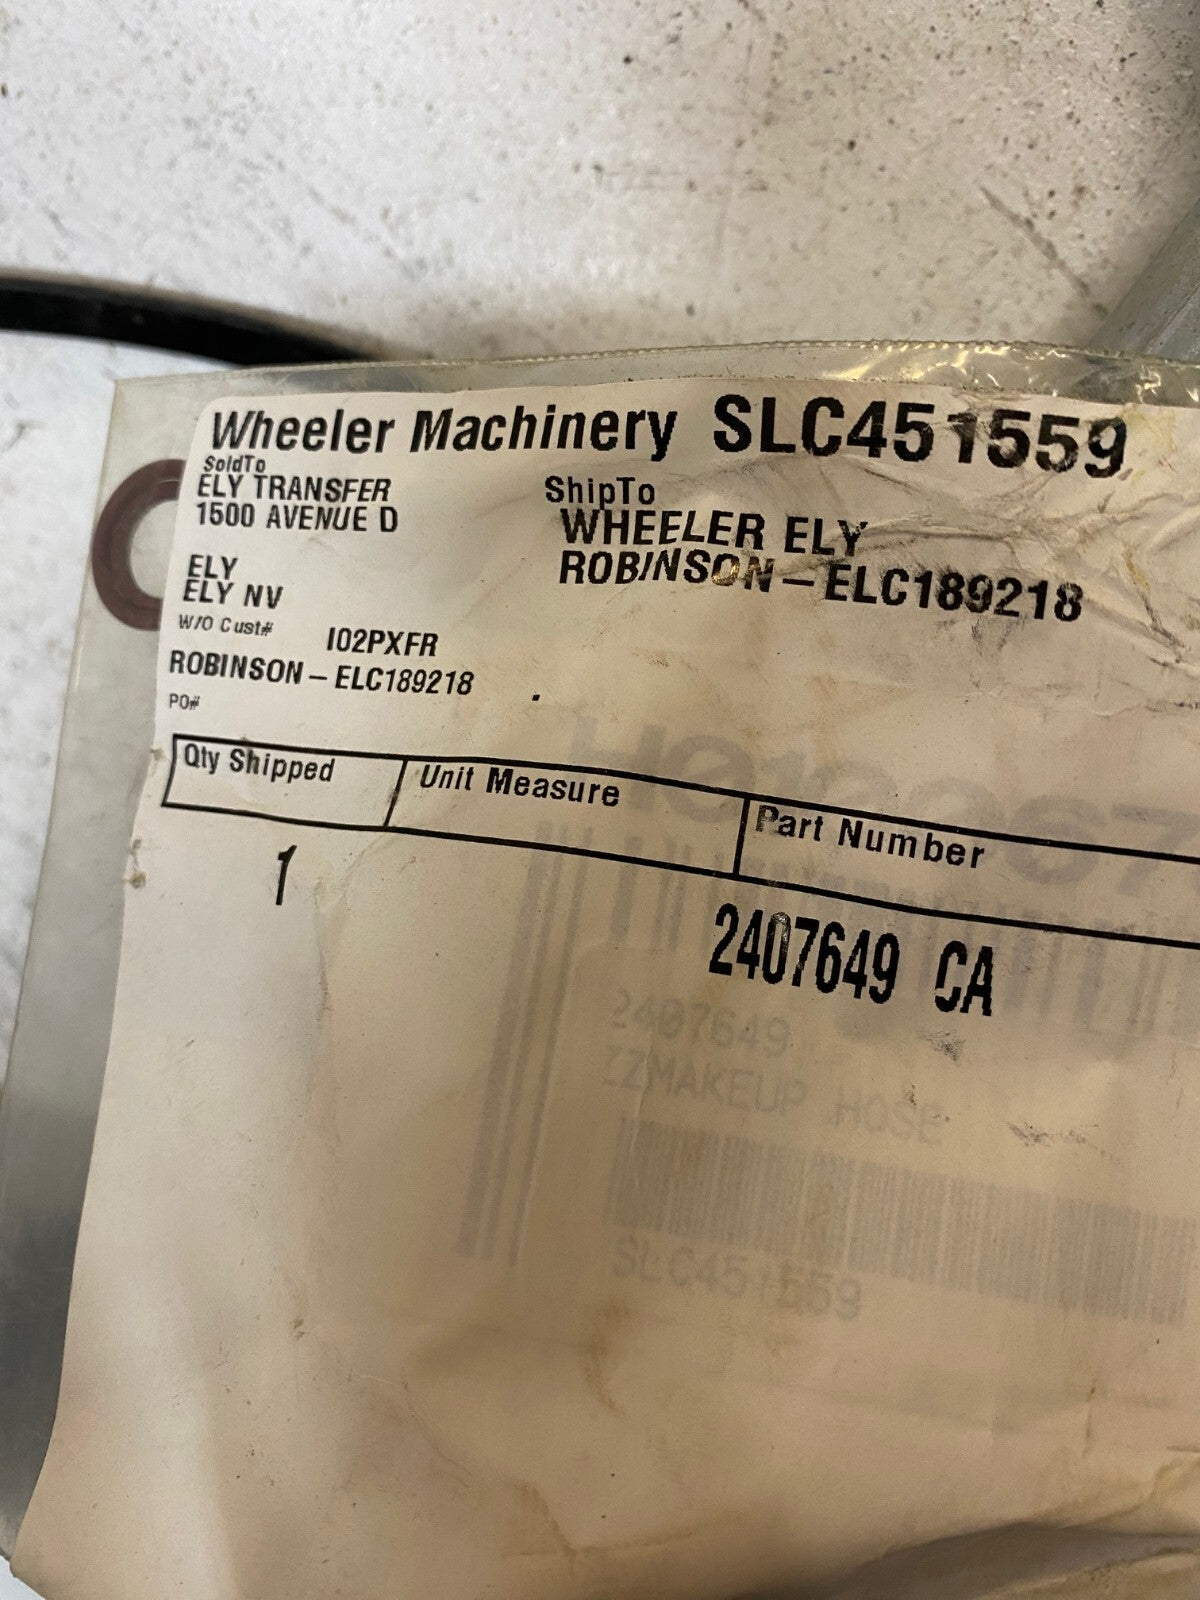 Wheeler Machinery SLC451559
SoldTo
ELY TRANSFER
1500 AVENUE D
ShipTo
WHEELER ELY
ROBINSON-ELC189218
ELY
ELY NV
W/O Cust# I02PXFR
ROBINSON-ELC189218
PO#
Qty Shipped Unit Measure Part Number
1 2407649 CA
2407649
ZZMAKEUP HOSE
SLC451559